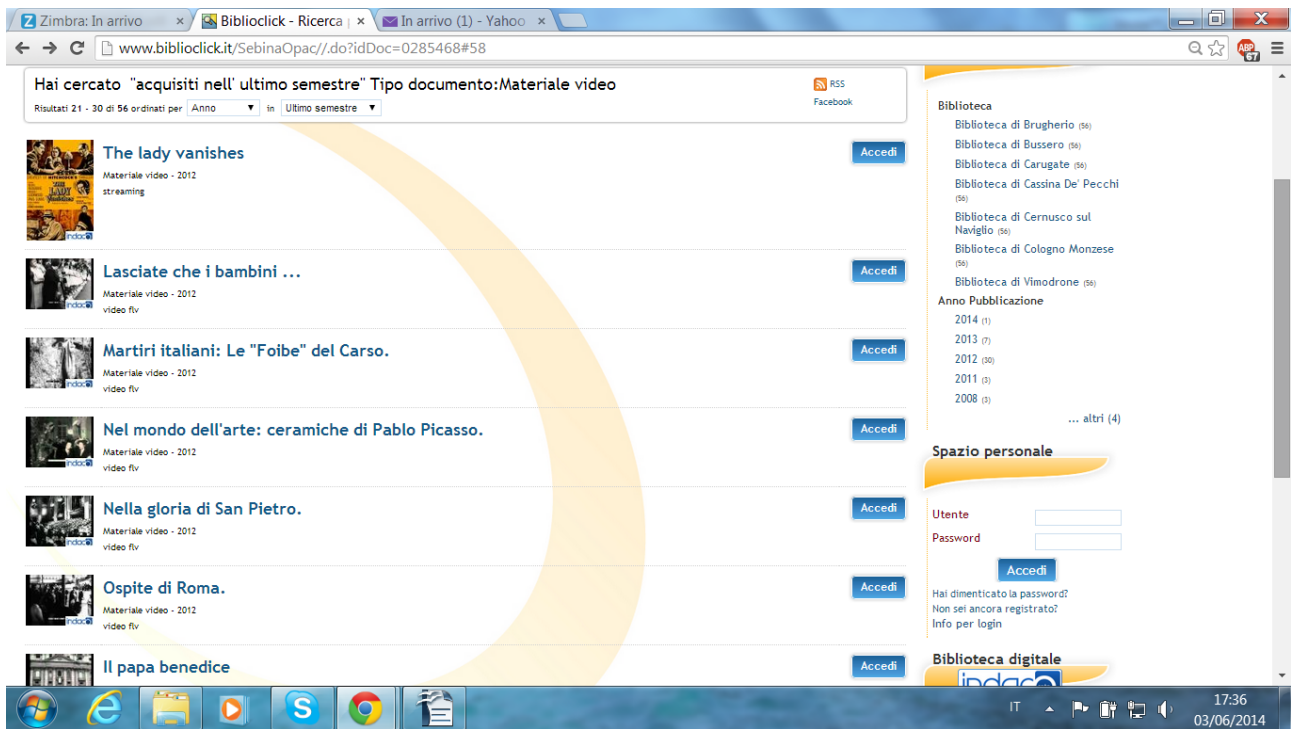 Zimbra: In arrivo
Biblioclick - Ricerca
In arrivo (1) - Yahoo
www.biblioclick.it/SebinaOpac//.do?idDoc=0285468#58
ABP
67
Hai cercato "acquisiti nell' ultimo semestre" Tipo documento:Materiale video
RSS
Facebook
Risultati 21 - 30 di 56 ordinati per Anno in Ultimo semestre
The lady vanishes
Materiale video - 2012
streaming
Accedi
Lasciate che i bambini ...
Materiale video - 2012
video flv
Accedi
Martiri italiani: Le "Foibe" del Carso.
Materiale video - 2012
video flv
Accedi
Nel mondo dell'arte: ceramiche di Pablo Picasso.
Materiale video - 2012
video flv
Accedi
Nella gloria di San Pietro.
Materiale video - 2012
video flv
Accedi
Ospite di Roma.
Materiale video - 2012
video flv
Accedi
Il papa benedice
Accedi
Biblioteca
Biblioteca di Brugherio (56)
Biblioteca di Bussero (56)
Biblioteca di Carugate (56)
Biblioteca di Cassina De' Pecchi
(56)
Biblioteca di Cernusco sul
Naviglio (56)
Biblioteca di Cologno Monzese
(56)
Biblioteca di Vimodrone (56)
Anno Pubblicazione
2014 (1)
2013 (7)
2012 (30)
2011 (3)
2008 (3)
... altri (4)
Spazio personale
Utente
Password
Accedi
Hai dimenticato la password?
Non sei ancora registrato?
Info per login
Biblioteca digitale
indaco
IT
17:36
03/06/2014